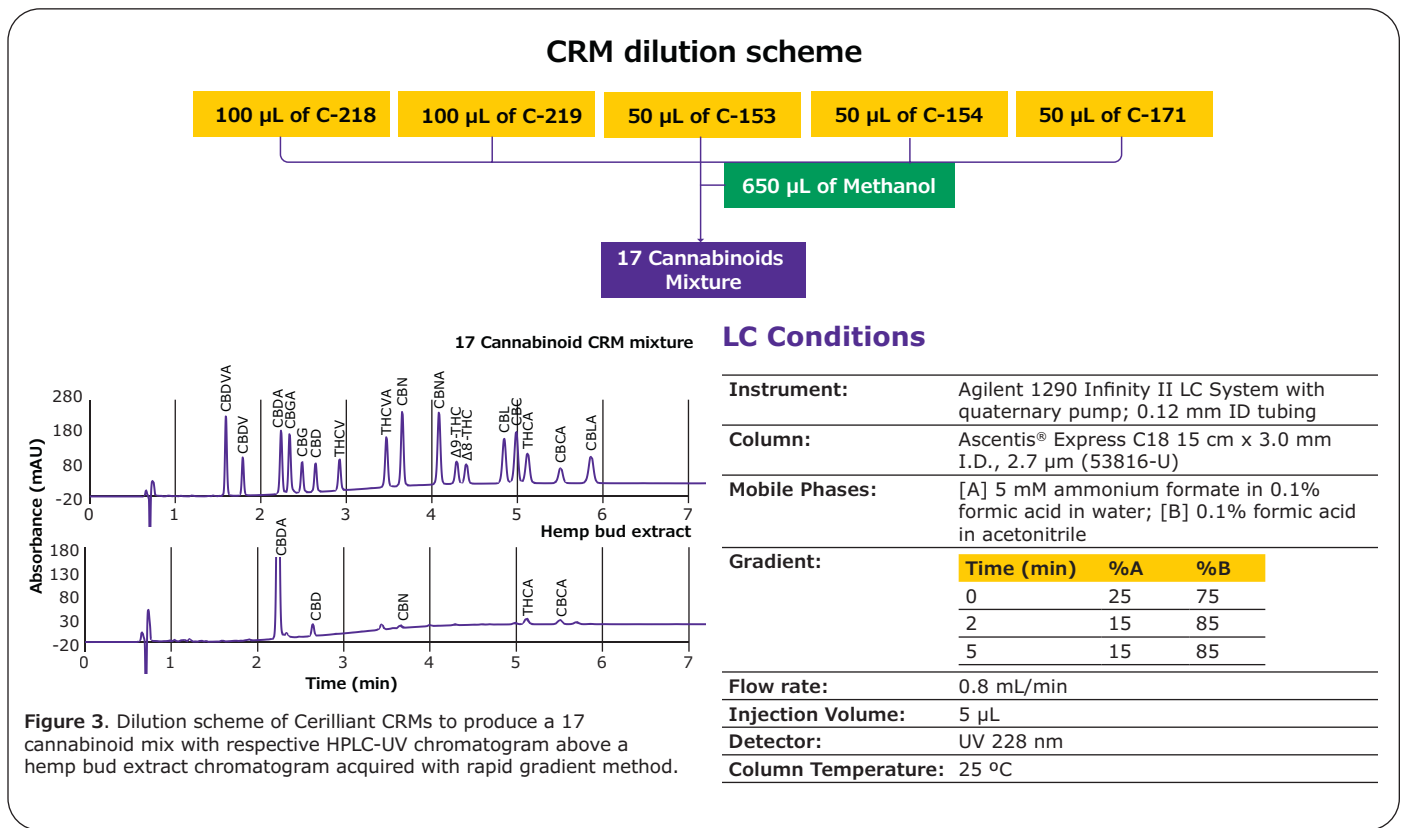 CRM dilution scheme
100 µL of C-218
100 µL of C-219
50 µL of C-153
50 µL of C-154
50 µL of C-171
650 µL of Methanol
17 Cannabinoids
Mixture
17 Cannabinoid CRM mixture
Absorbance (mAU)
280
180
80
-20
CBDVA
CBDV
CBDA
CBGA
CBG
CBD
THCV
THCVA
CBN
CBNA
Δ9-THC
Δ8-THC
CBL
CBC
THCA
CBCA
CBLA
0 1 2 3 4 5 6 7
Hemp bud extract
180
130
80
30
-20
CBDA
CBD
CBN
THCA
CBCA
0 1 2 3 4 5 6 7
Time (min)
Figure 3. Dilution scheme of Cerilliant CRMs to produce a 17
cannabinoid mix with respective HPLC-UV chromatogram above a
hemp bud extract chromatogram acquired with rapid gradient method.
LC Conditions
Instrument: Agilent 1290 Infinity II LC System with
quaternary pump; 0.12 mm ID tubing
Column: Ascentis® Express C18 15 cm x 3.0 mm
I.D., 2.7 µm (53816-U)
Mobile Phases: [A] 5 mM ammonium formate in 0.1%
formic acid in water; [B] 0.1% formic acid
in acetonitrile
Gradient:
Time (min) %A %B
0 25 75
2 15 85
5 15 85
Flow rate: 0.8 mL/min
Injection Volume: 5 µL
Detector: UV 228 nm
Column Temperature: 25 ºC